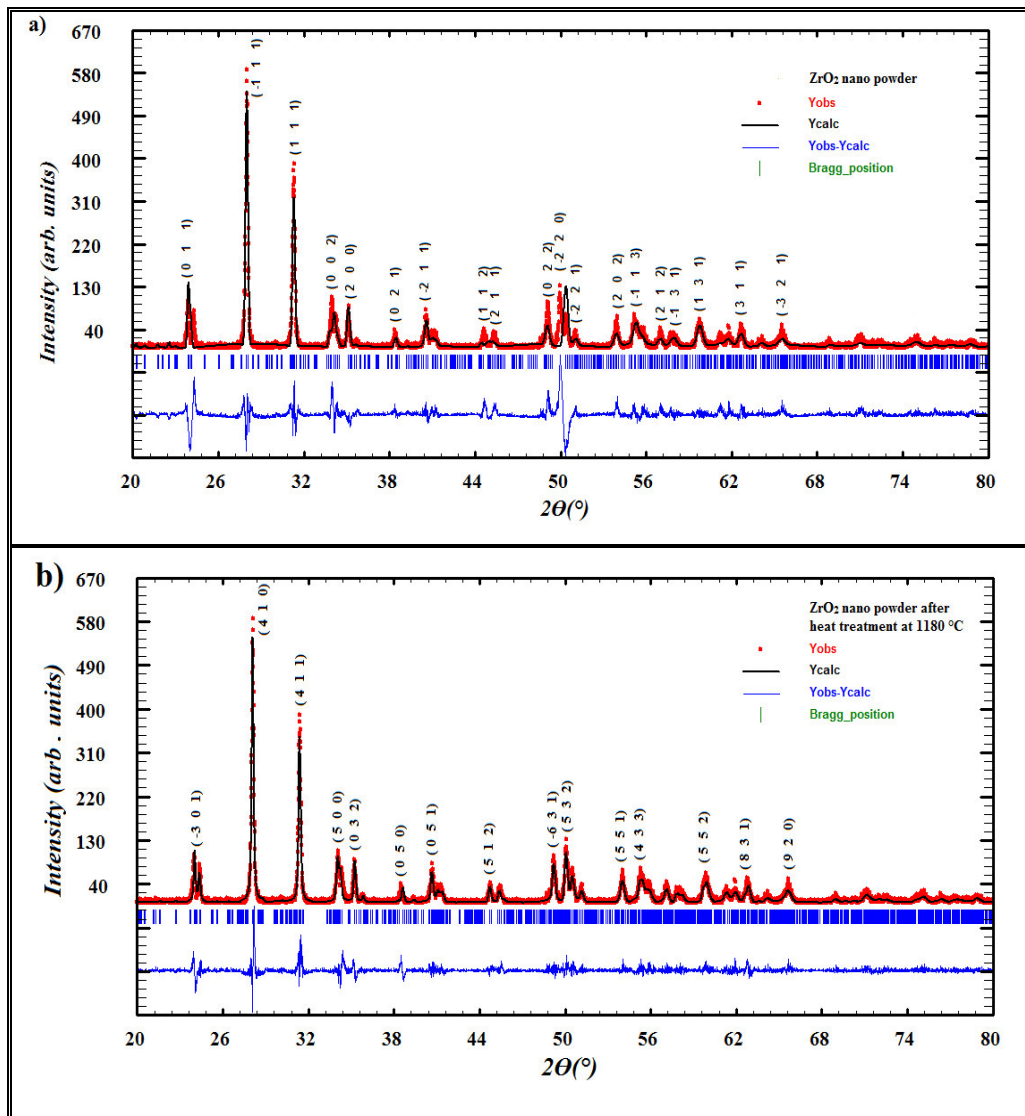 a)
670
580
490
400
310
220
130
40
Intensity (arb. units)
ZrO2 nano powder
Yobs
Ycalc
Yobs-Ycalc
Bragg_position
(0 1 1)
(-1 1 1)
(1 1 1)
(0 0 2)
(2 0 0)
(0 2 1)
(-2 1 1)
(1 1 2)
(2 1 1)
(0 2 2)
(-2 2 0)
(-2 2 1)
(2 0 2)
(-1 1 3)
(2 1 2)
(-1 3 1)
(1 3 1)
(3 1 1)
(-3 2 1)
20 26 32 38 44 50 56 62 68 74 80
2Θ(°)
b)
670
580
490
400
310
220
130
40
Intensity (arb . units)
ZrO2 nano powder after
heat treatment at 1180 °C
Yobs
Ycalc
Yobs-Ycalc
Bragg_position
(-3 0 1)
(4 1 0)
(4 1 1)
(5 0 0)
(0 3 2)
(0 5 0)
(0 5 1)
(5 1 2)
(-6 3 1)
(5 3 2)
(5 5 1)
(4 3 3)
(5 5 2)
(8 3 1)
(9 2 0)
20 26 32 38 44 50 56 62 68 74 80
2Θ(°)